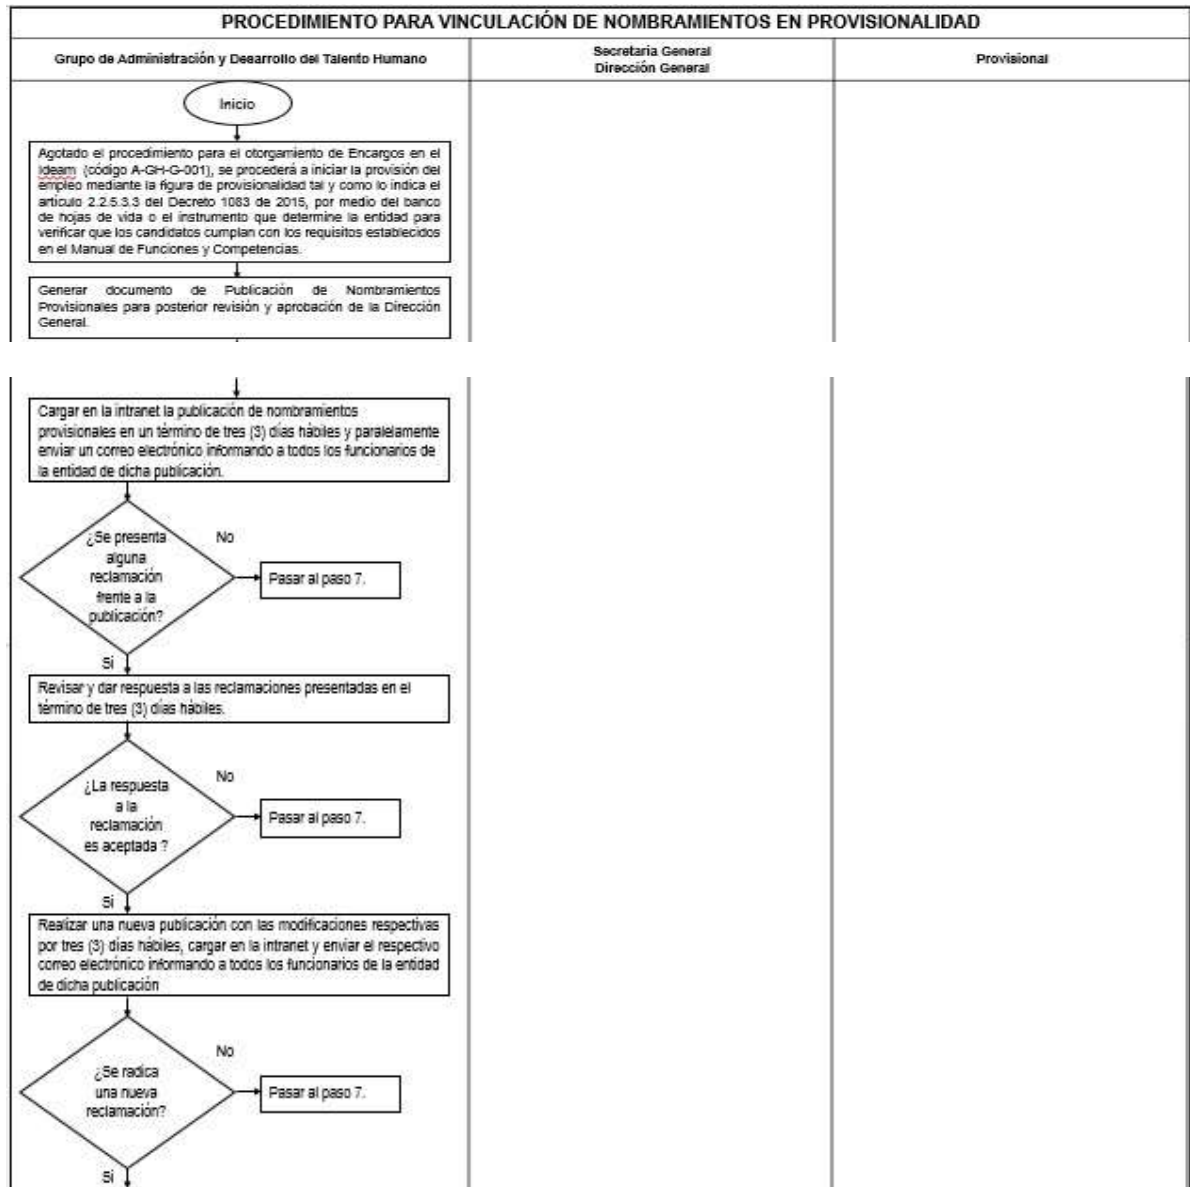 PROCEDIMIENTO PARA VINCULACIÓN DE NOMBRAMIENTOS EN PROVISIONALIDAD
Grupo de Administración y Desarrollo del Talento Humano
Secretaria General
Dirección General
Provisional
Inicio
Agotado el procedimiento para el otorgamiento de Encargos en el
Ideam (código A-GH-G-001), se procederá a iniciar la provisión del
empleo mediante la figura de provisionalidad tal y como lo indica el
artículo 2.2.5.3.3 del Decreto 1083 de 2015, por medio del banco
de hojas de vida o el instrumento que determine la entidad para
verificar que los candidatos cumplan con los requisitos establecidos
en el Manual de Funciones y Competencias.
Generar documento de Publicación de Nombramientos
Provisionales para posterior revisión y aprobación de la Dirección
General.
Cargar en la intranet la publicación de nombramientos
provisionales en un término de tres (3) días hábiles y paralelamente
enviar un correo electrónico informando a todos los funcionarios de
la entidad de dicha publicación.
¿Se presenta
alguna
reclamación
frente a la
publicación?
No
Pasar al paso 7.
Si
Revisar y dar respuesta a las reclamaciones presentadas en el
término de tres (3) días hábiles.
¿La respuesta
a la
reclamación
es aceptada ?
No
Pasar al paso 7.
Si
Realizar una nueva publicación con las modificaciones respectivas
por tres (3) días hábiles, cargar en la intranet y enviar el respectivo
correo electrónico informando a todos los funcionarios de la entidad
de dicha publicación
¿Se radica
una nueva
reclamación?
No
Pasar al paso 7.
Si